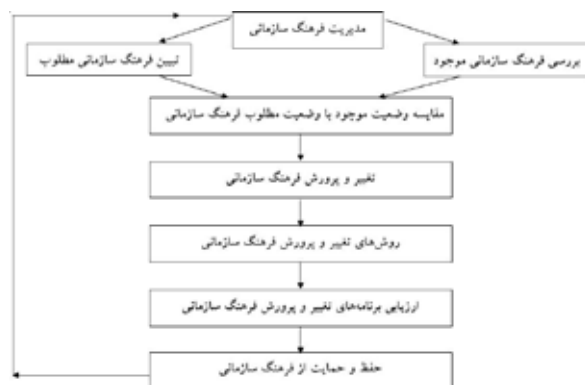 مدیریت فرهنگ سازمانی
بررسی فرهنگ سازمانی موجود
تبیین فرهنگ سازمانی مطلوب
مقایسه وضعیت موجود با وضعیت مطلوب فرهنگ سازمانی
تغییر و پرورش فرهنگ سازمانی
روش‌های تغییر و پرورش فرهنگ سازمانی
ارزیابی برنامه‌های تغییر و پرورش فرهنگ سازمانی
حفظ و حمایت از فرهنگ سازمانی